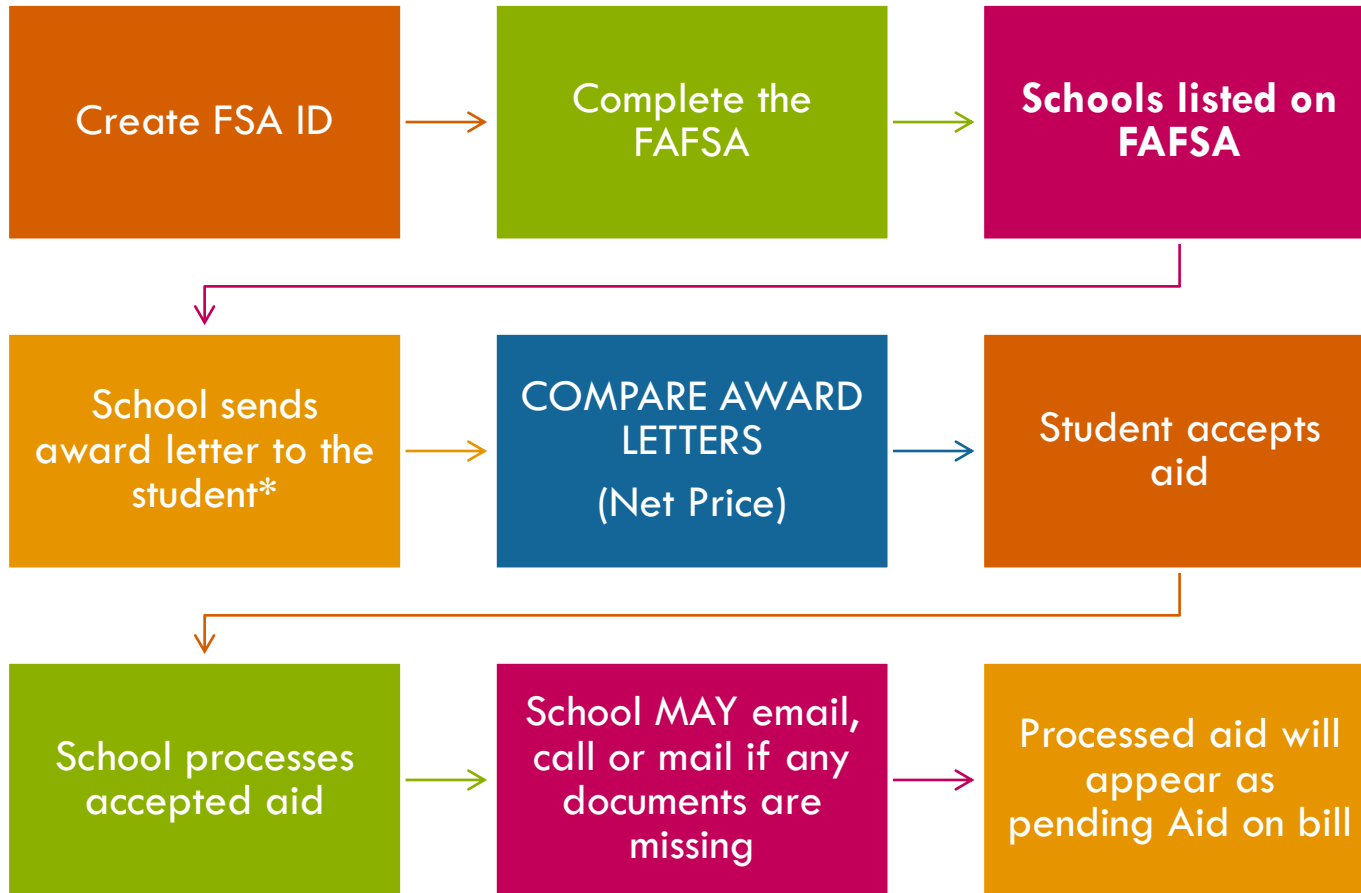 Create FSA ID
Complete the
FAFSA
Schools listed on
FAFSA
School sends
award letter to the
student*
COMPARE AWARD
LETTERS
(Net Price)
Student accepts
aid
School processes
accepted aid
School MAY email,
call or mail if any
documents are
missing
Processed aid will
appear as
pending Aid on bill